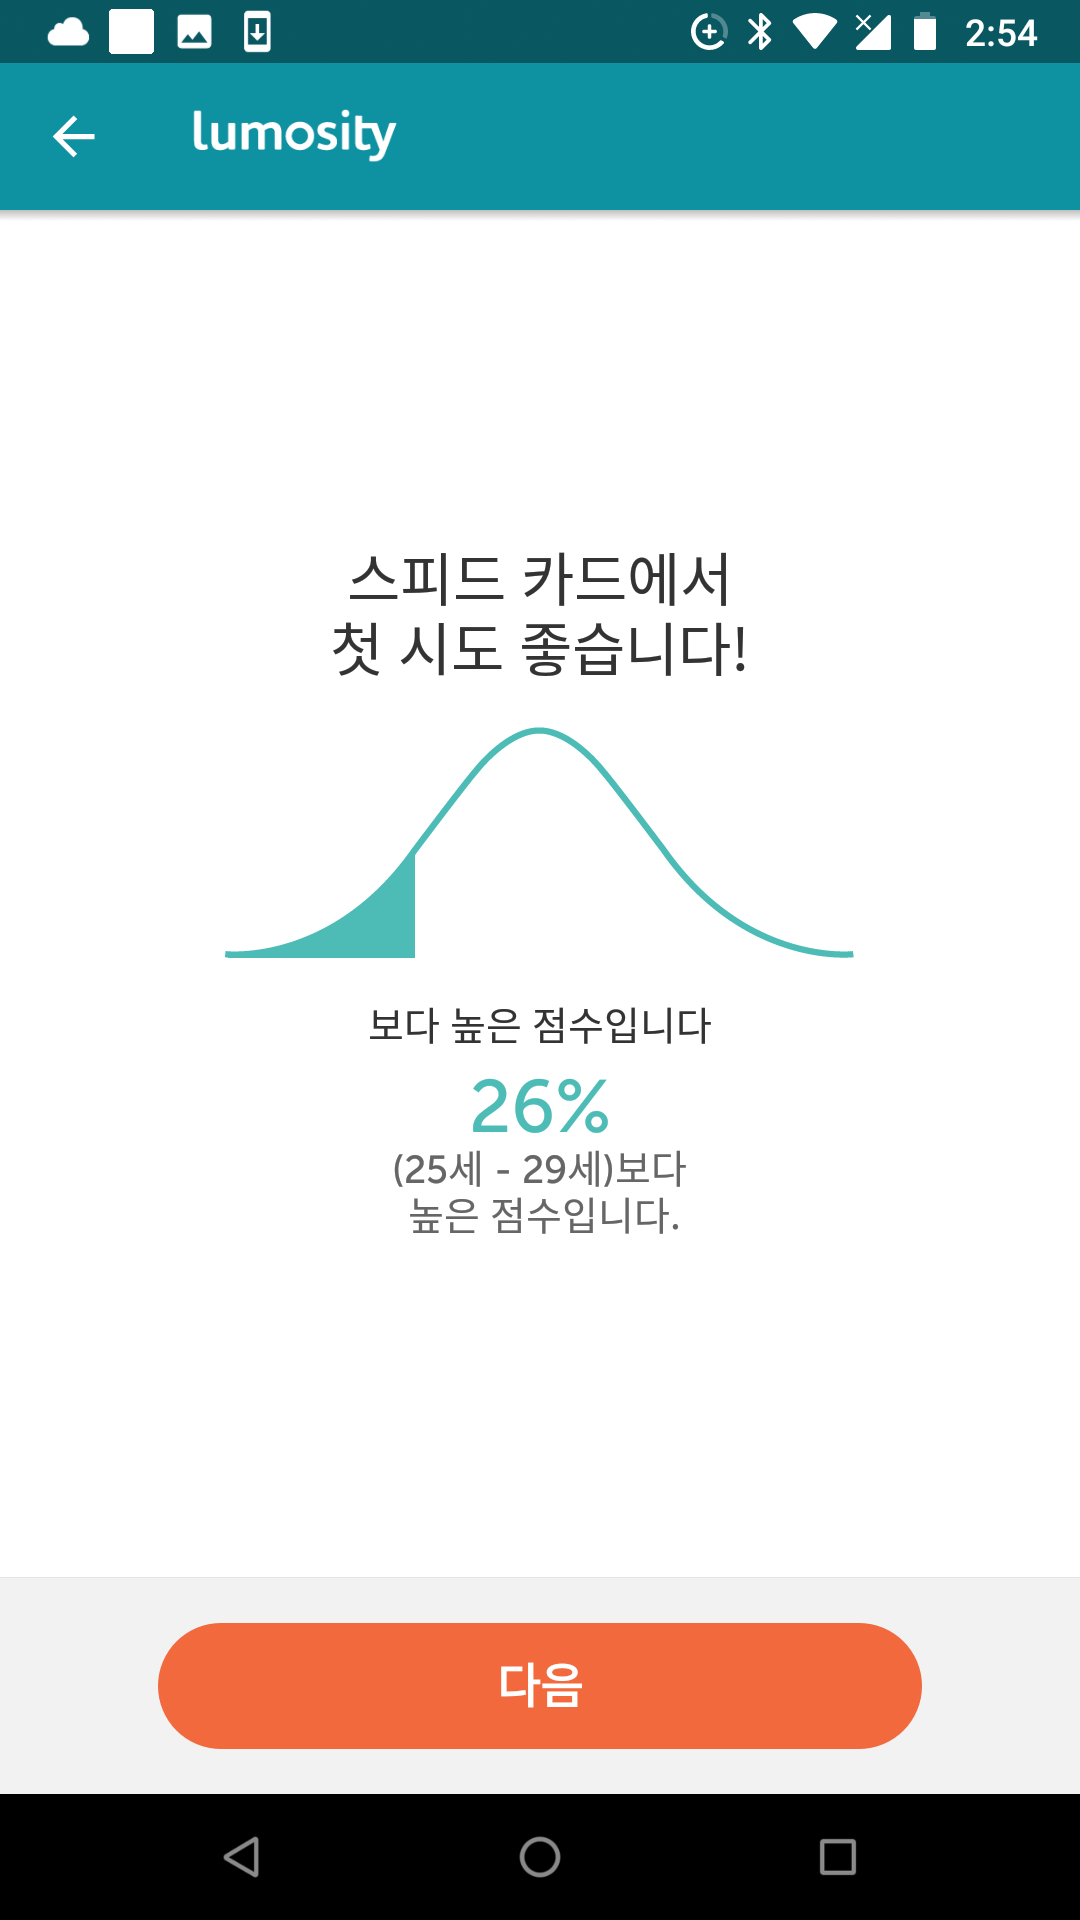 2:54
lumosity
스피드 카드에서
첫 시도 좋습니다!
보다 높은 점수입니다
26%
(25세 - 29세)보다
높은 점수입니다.
다음